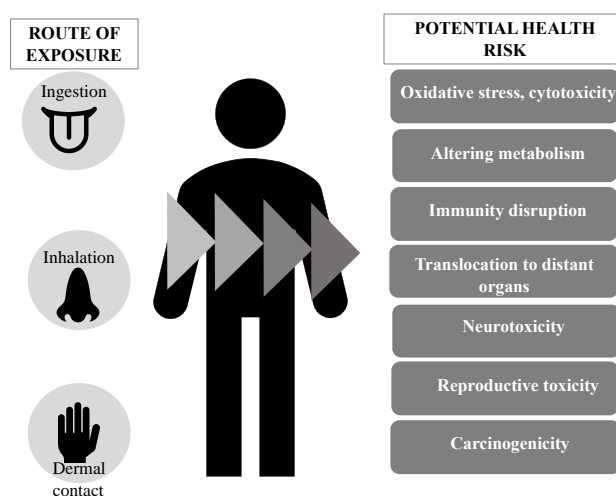 ROUTE OF
EXPOSURE
Ingestion
Inhalation
Dermal
contact
POTENTIAL HEALTH
RISK
Oxidative stress, cytotoxicity
Altering metabolism
Immunity disruption
Translocation to distant
organs
Neurotoxicity
Reproductive toxicity
Carcinogenicity